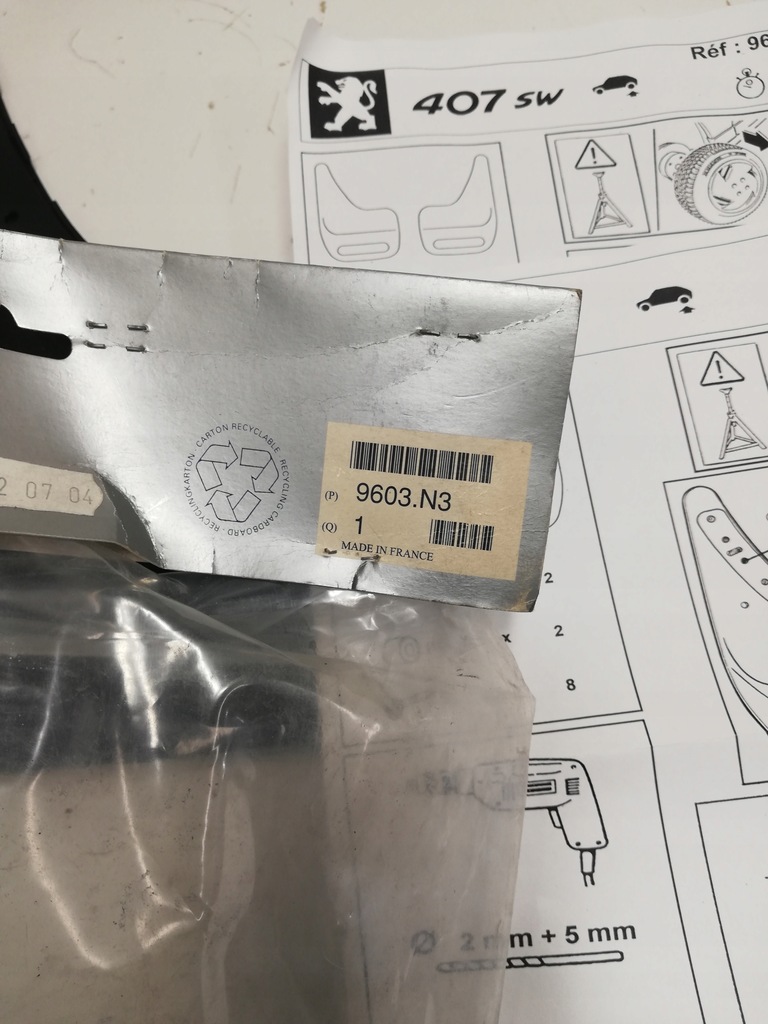 Réf : 96
407 SW
CARTON RECYCLABLE · RECYCLING CARDBOARD · RECYCLINGKARTON
2 07 04
(P) 9603.N3
(Q) 1
MADE IN FRANCE
2
x 2
8
Ø 2 mm + 5 mm